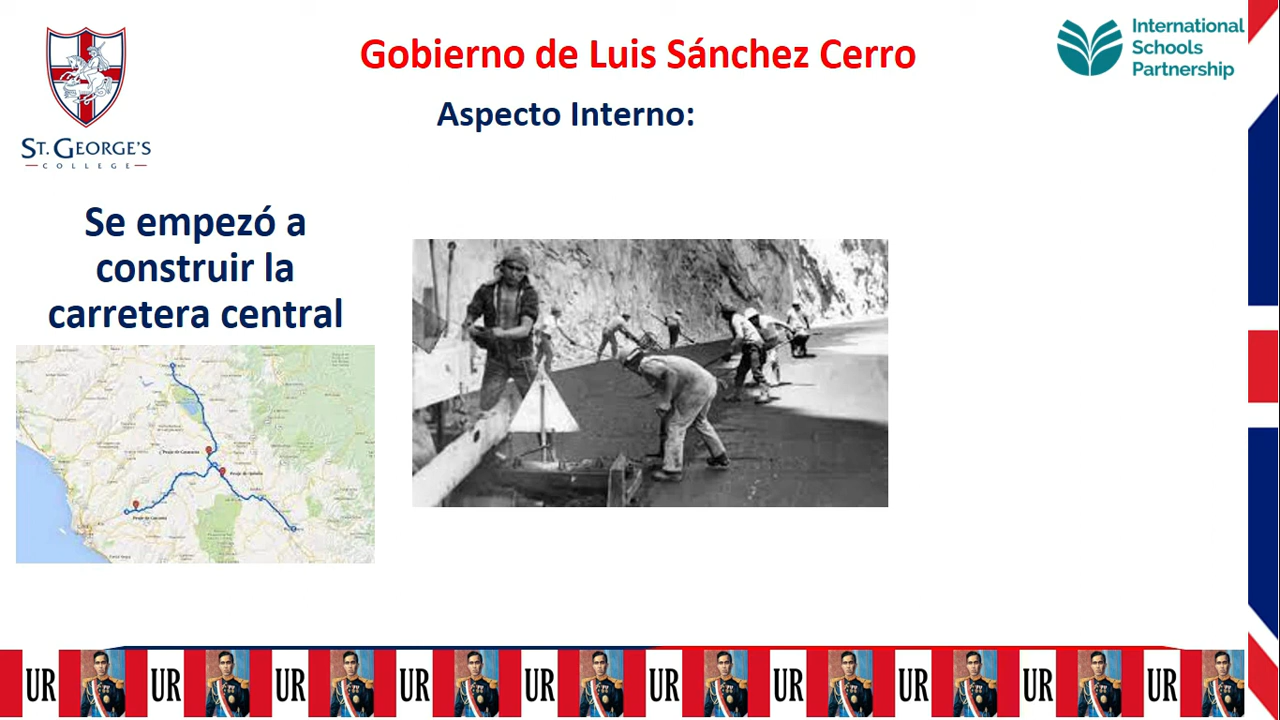 Gobierno de Luis Sánchez Cerro
International
Schools
Partnership
Aspecto Interno:
ST. GEORGE'S
COLLEGE
Se empezó a
construir la
carretera central
UR UR UR UR UR UR UR UR UR UR